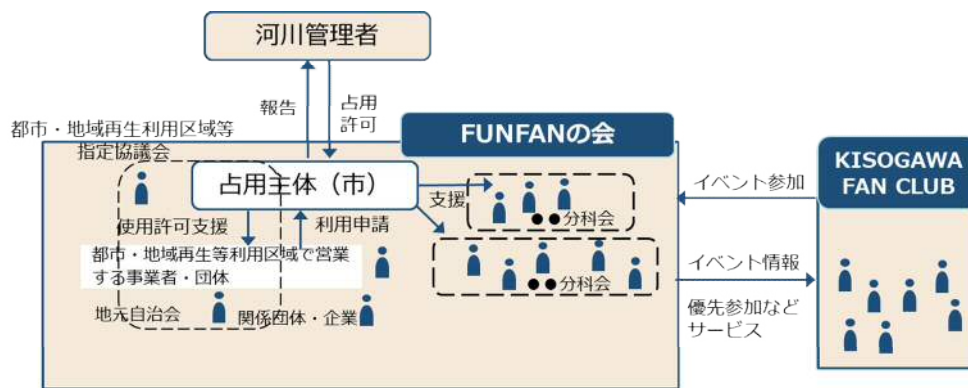 河川管理者
報告
占用
許可
都市・地域再生利用区域等
指定協議会
FUNFANの会
占用主体（市）
支援
●●分科会
使用許可支援
利用申請
都市・地域再生等利用区域で営業
する事業者・団体
●●分科会
地元自治会
関係団体・企業
イベント参加
イベント情報
優先参加など
サービス
KISOGAWA
FAN CLUB